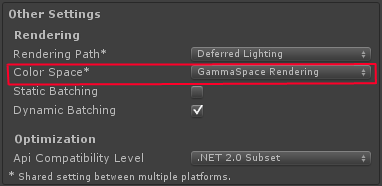 Other Settings
Rendering
Rendering Path* Deferred Lighting
Color Space* GammaSpace Rendering
Static Batching
Dynamic Batching
Optimization
Api Compatibility Level .NET 2.0 Subset
* Shared setting between multiple platforms.